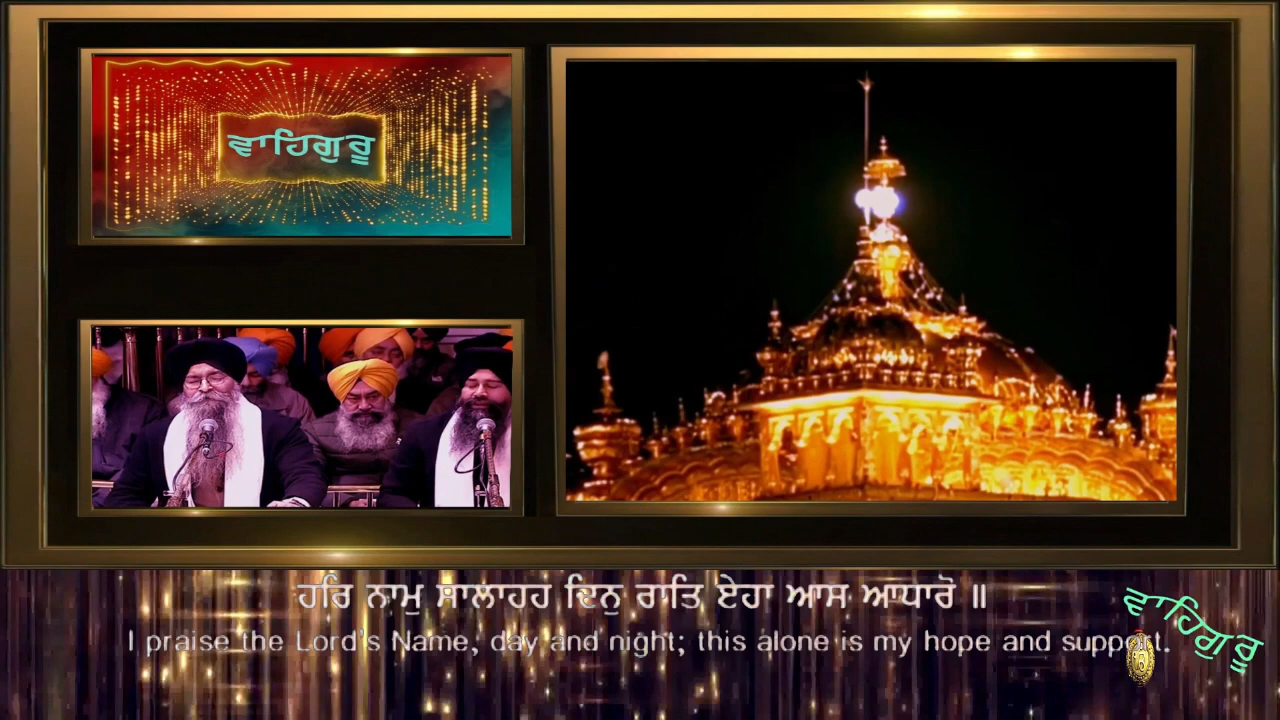 ਵਾਹਿਗੁਰੂ
ਹਰਿ ਨਾਮੁ ਸਾਲਾਹਹ ਦਿਨੁ ਰਾਤਿ ਏਹਾ ਆਸ ਆਧਾਰੋ ॥
I praise the Lord's Name, day and night; this alone is my hope and support.
ਵਾਹਿਗੁਰੂ